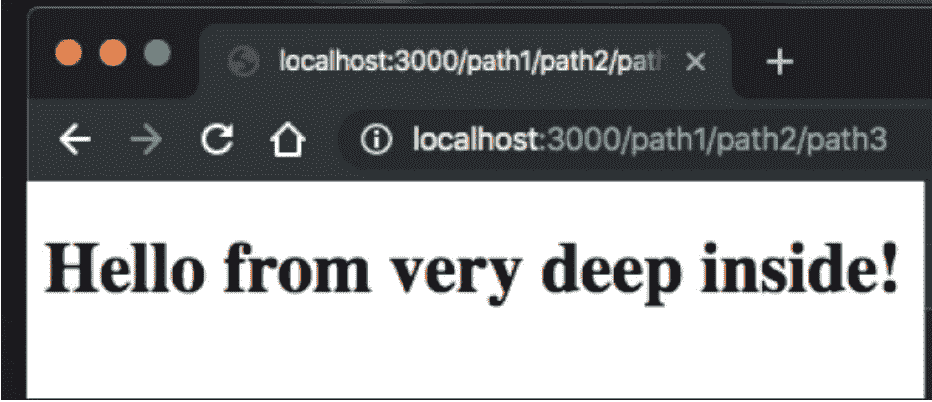 localhost:3000/path1/path2/path
localhost:3000/path1/path2/path3
Hello from very deep inside!